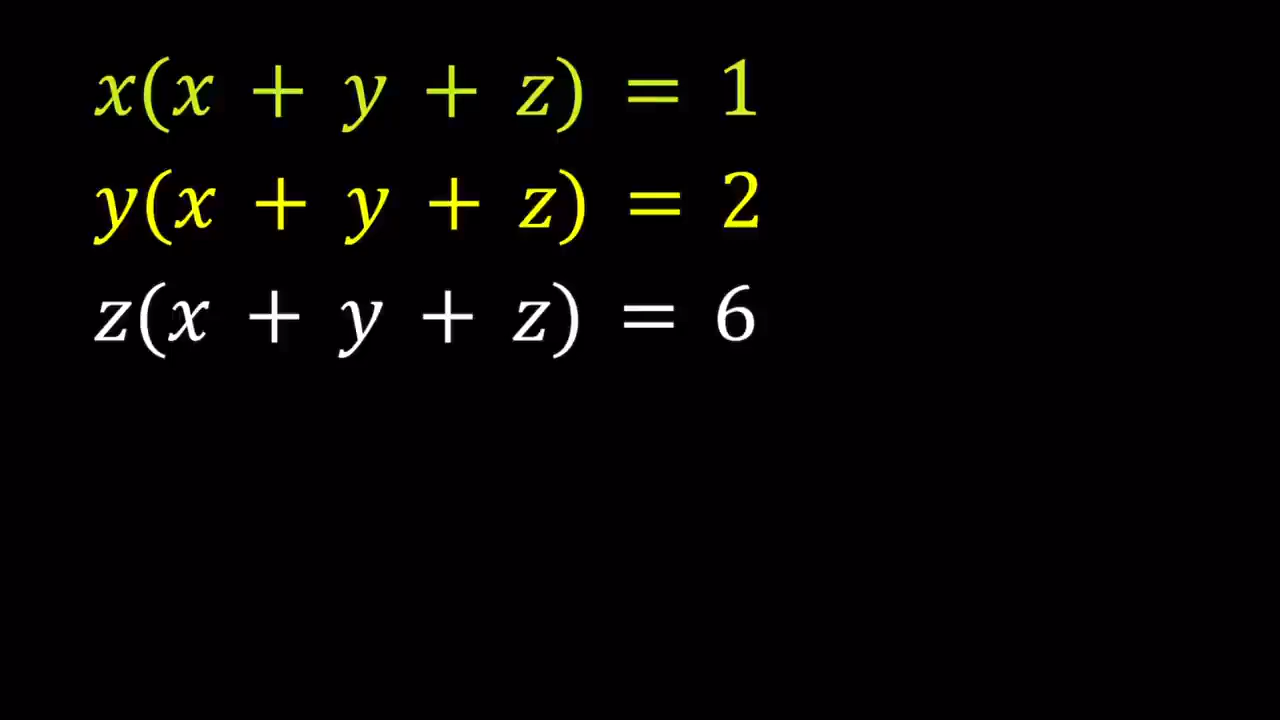 x(x + y + z) = 1
y(x + y + z) = 2
z(x + y + z) = 6